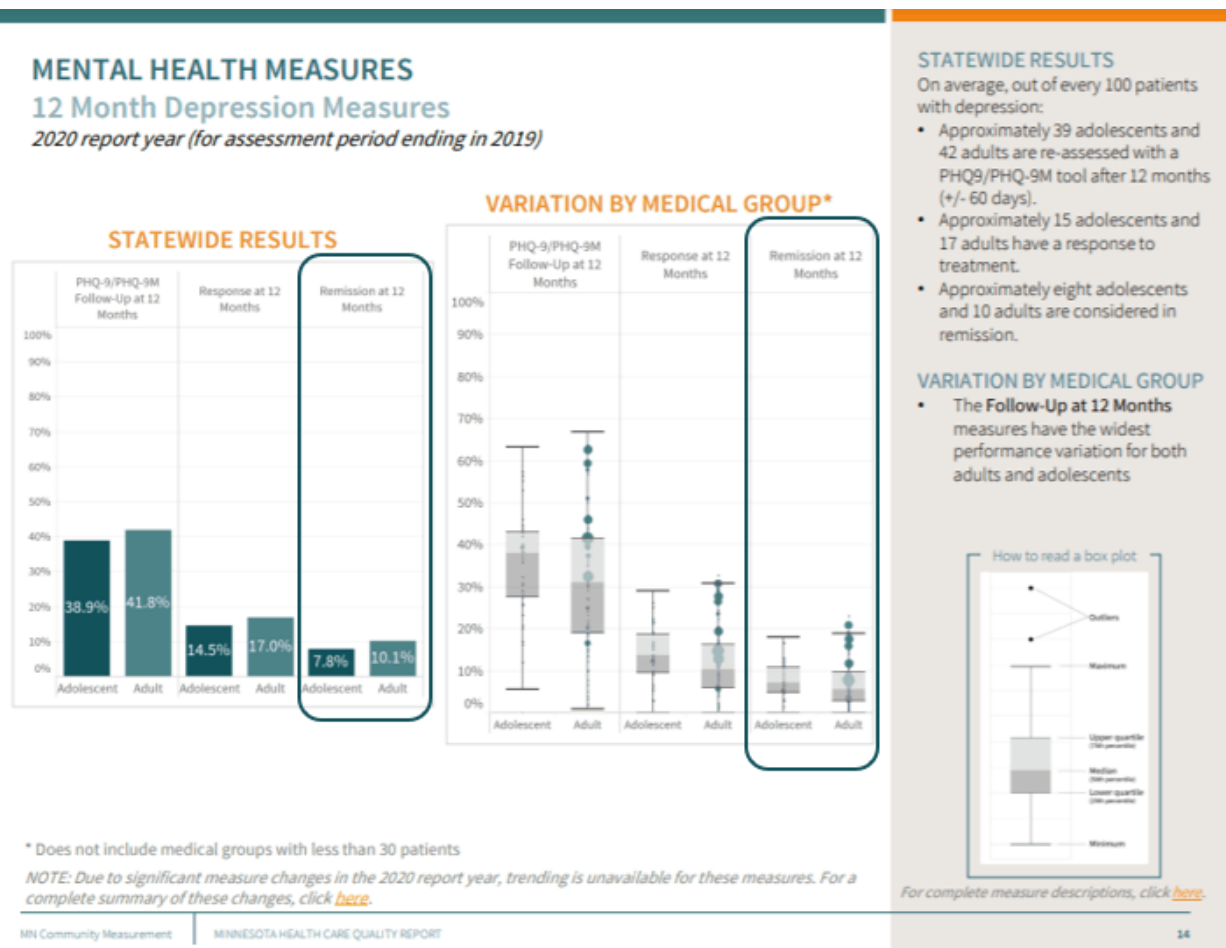 MENTAL HEALTH MEASURES
12 Month Depression Measures
2020 report year (for assessment period ending in 2019)
STATEWIDE RESULTS
PHQ-9/PHQ-9M
Follow-Up at 12
Months
Response at 12
Months
Remission at 12
Months
100%
90%
80%
70%
60%
50%
40%
30%
20%
10%
0%
38.9%
41.8%
14.5%
17.0%
7.8%
10.1%
Adolescent Adult Adolescent Adult Adolescent Adult
VARIATION BY MEDICAL GROUP*
PHQ-9/PHQ-9M
Follow-Up at 12
Months
Response at 12
Months
Remission at 12
Months
100%
90%
80%
70%
60%
50%
40%
30%
20%
10%
0%
Adolescent Adult Adolescent Adult Adolescent Adult
* Does not include medical groups with less than 30 patients
NOTE: Due to significant measure changes in the 2020 report year, trending is unavailable for these measures. For a
complete summary of these changes, click here.
STATEWIDE RESULTS
On average, out of every 100 patients
with depression:
• Approximately 39 adolescents and
42 adults are re-assessed with a
PHQ9/PHQ-9M tool after 12 months
(+/- 60 days).
• Approximately 15 adolescents and
17 adults have a response to
treatment.
• Approximately eight adolescents
and 10 adults are considered in
remission.
VARIATION BY MEDICAL GROUP
• The Follow-Up at 12 Months
measures have the widest
performance variation for both
adults and adolescents
How to read a box plot
Outliers
Maximum
Upper quartile
(75th percentile)
Median
(50th percentile)
Lower quartile
(25th percentile)
Minimum
For complete measure descriptions, click here.
MN Community Measurement
MINNESOTA HEALTH CARE QUALITY REPORT
14